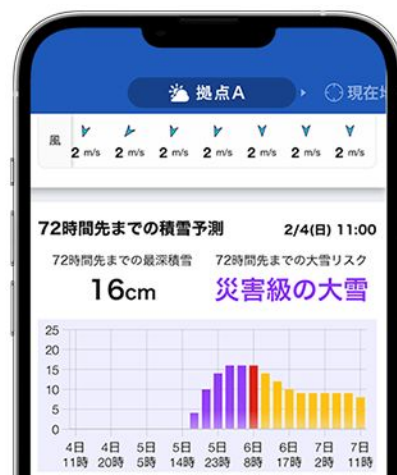 拠点A
現在地
風
2 m/s 2 m/s 2 m/s 2 m/s 2 m/s 2 m/s 2 m/s
72時間先までの積雪予測 2/4(日) 11:00
72時間先までの最深積雪 72時間先までの大雪リスク
16cm 災害級の大雪
25
20
15
10
5
0
4日 4日 5日 5日 5日 6日 6日 7日 7日
11時 20時 5時 14時 23時 8時 17時 2時 11時